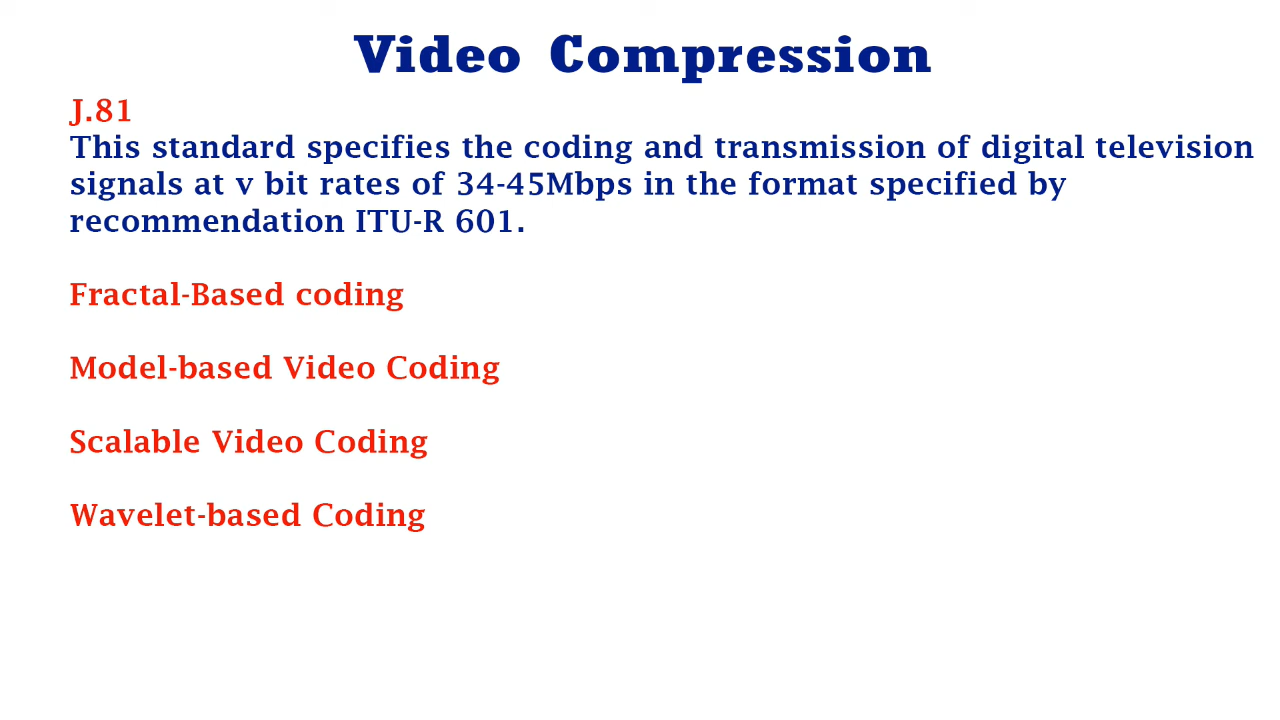 Video Compression
J.81
This standard specifies the coding and transmission of digital television
signals at v bit rates of 34-45Mbps in the format specified by
recommendation ITU-R 601.
Fractal-Based coding
Model-based Video Coding
Scalable Video Coding
Wavelet-based Coding